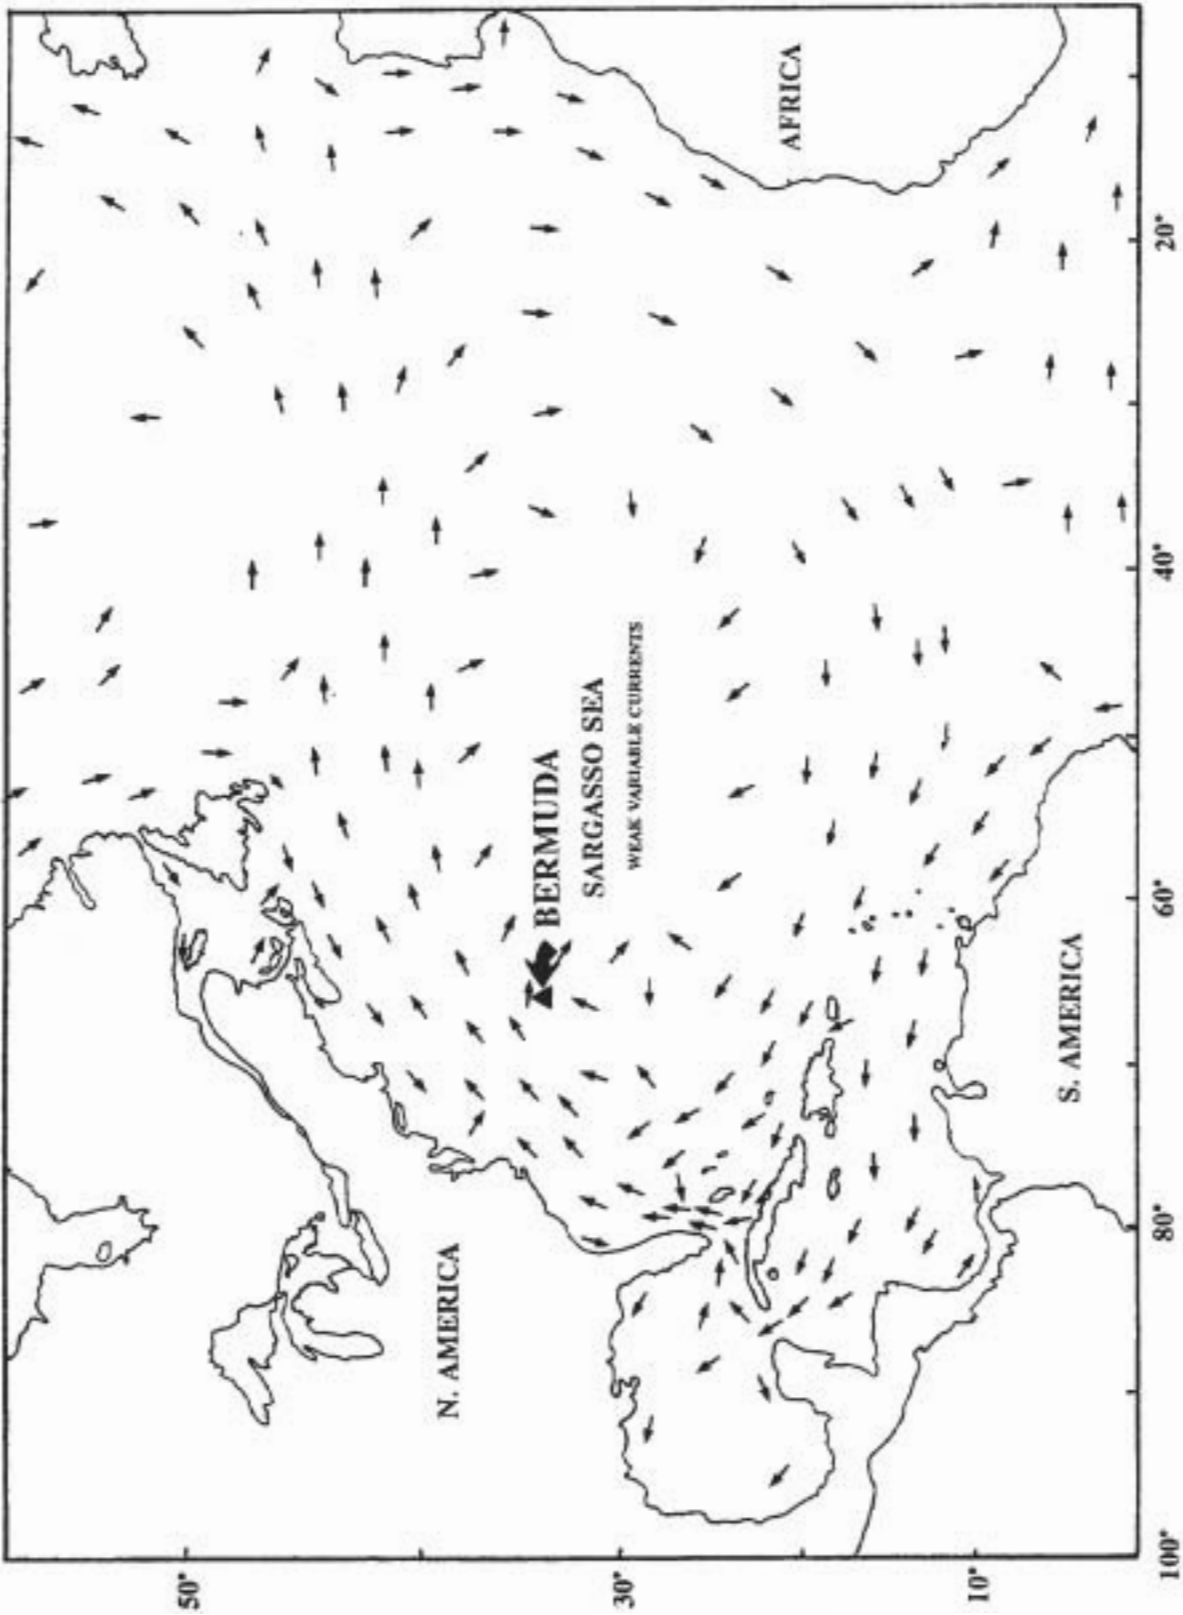 N. AMERICA
BERMUDA
SARGASSO SEA
WEAK VARIABLE CURRENTS
AFRICA
S. AMERICA
50°
30°
10°
100°
80°
60°
40°
20°